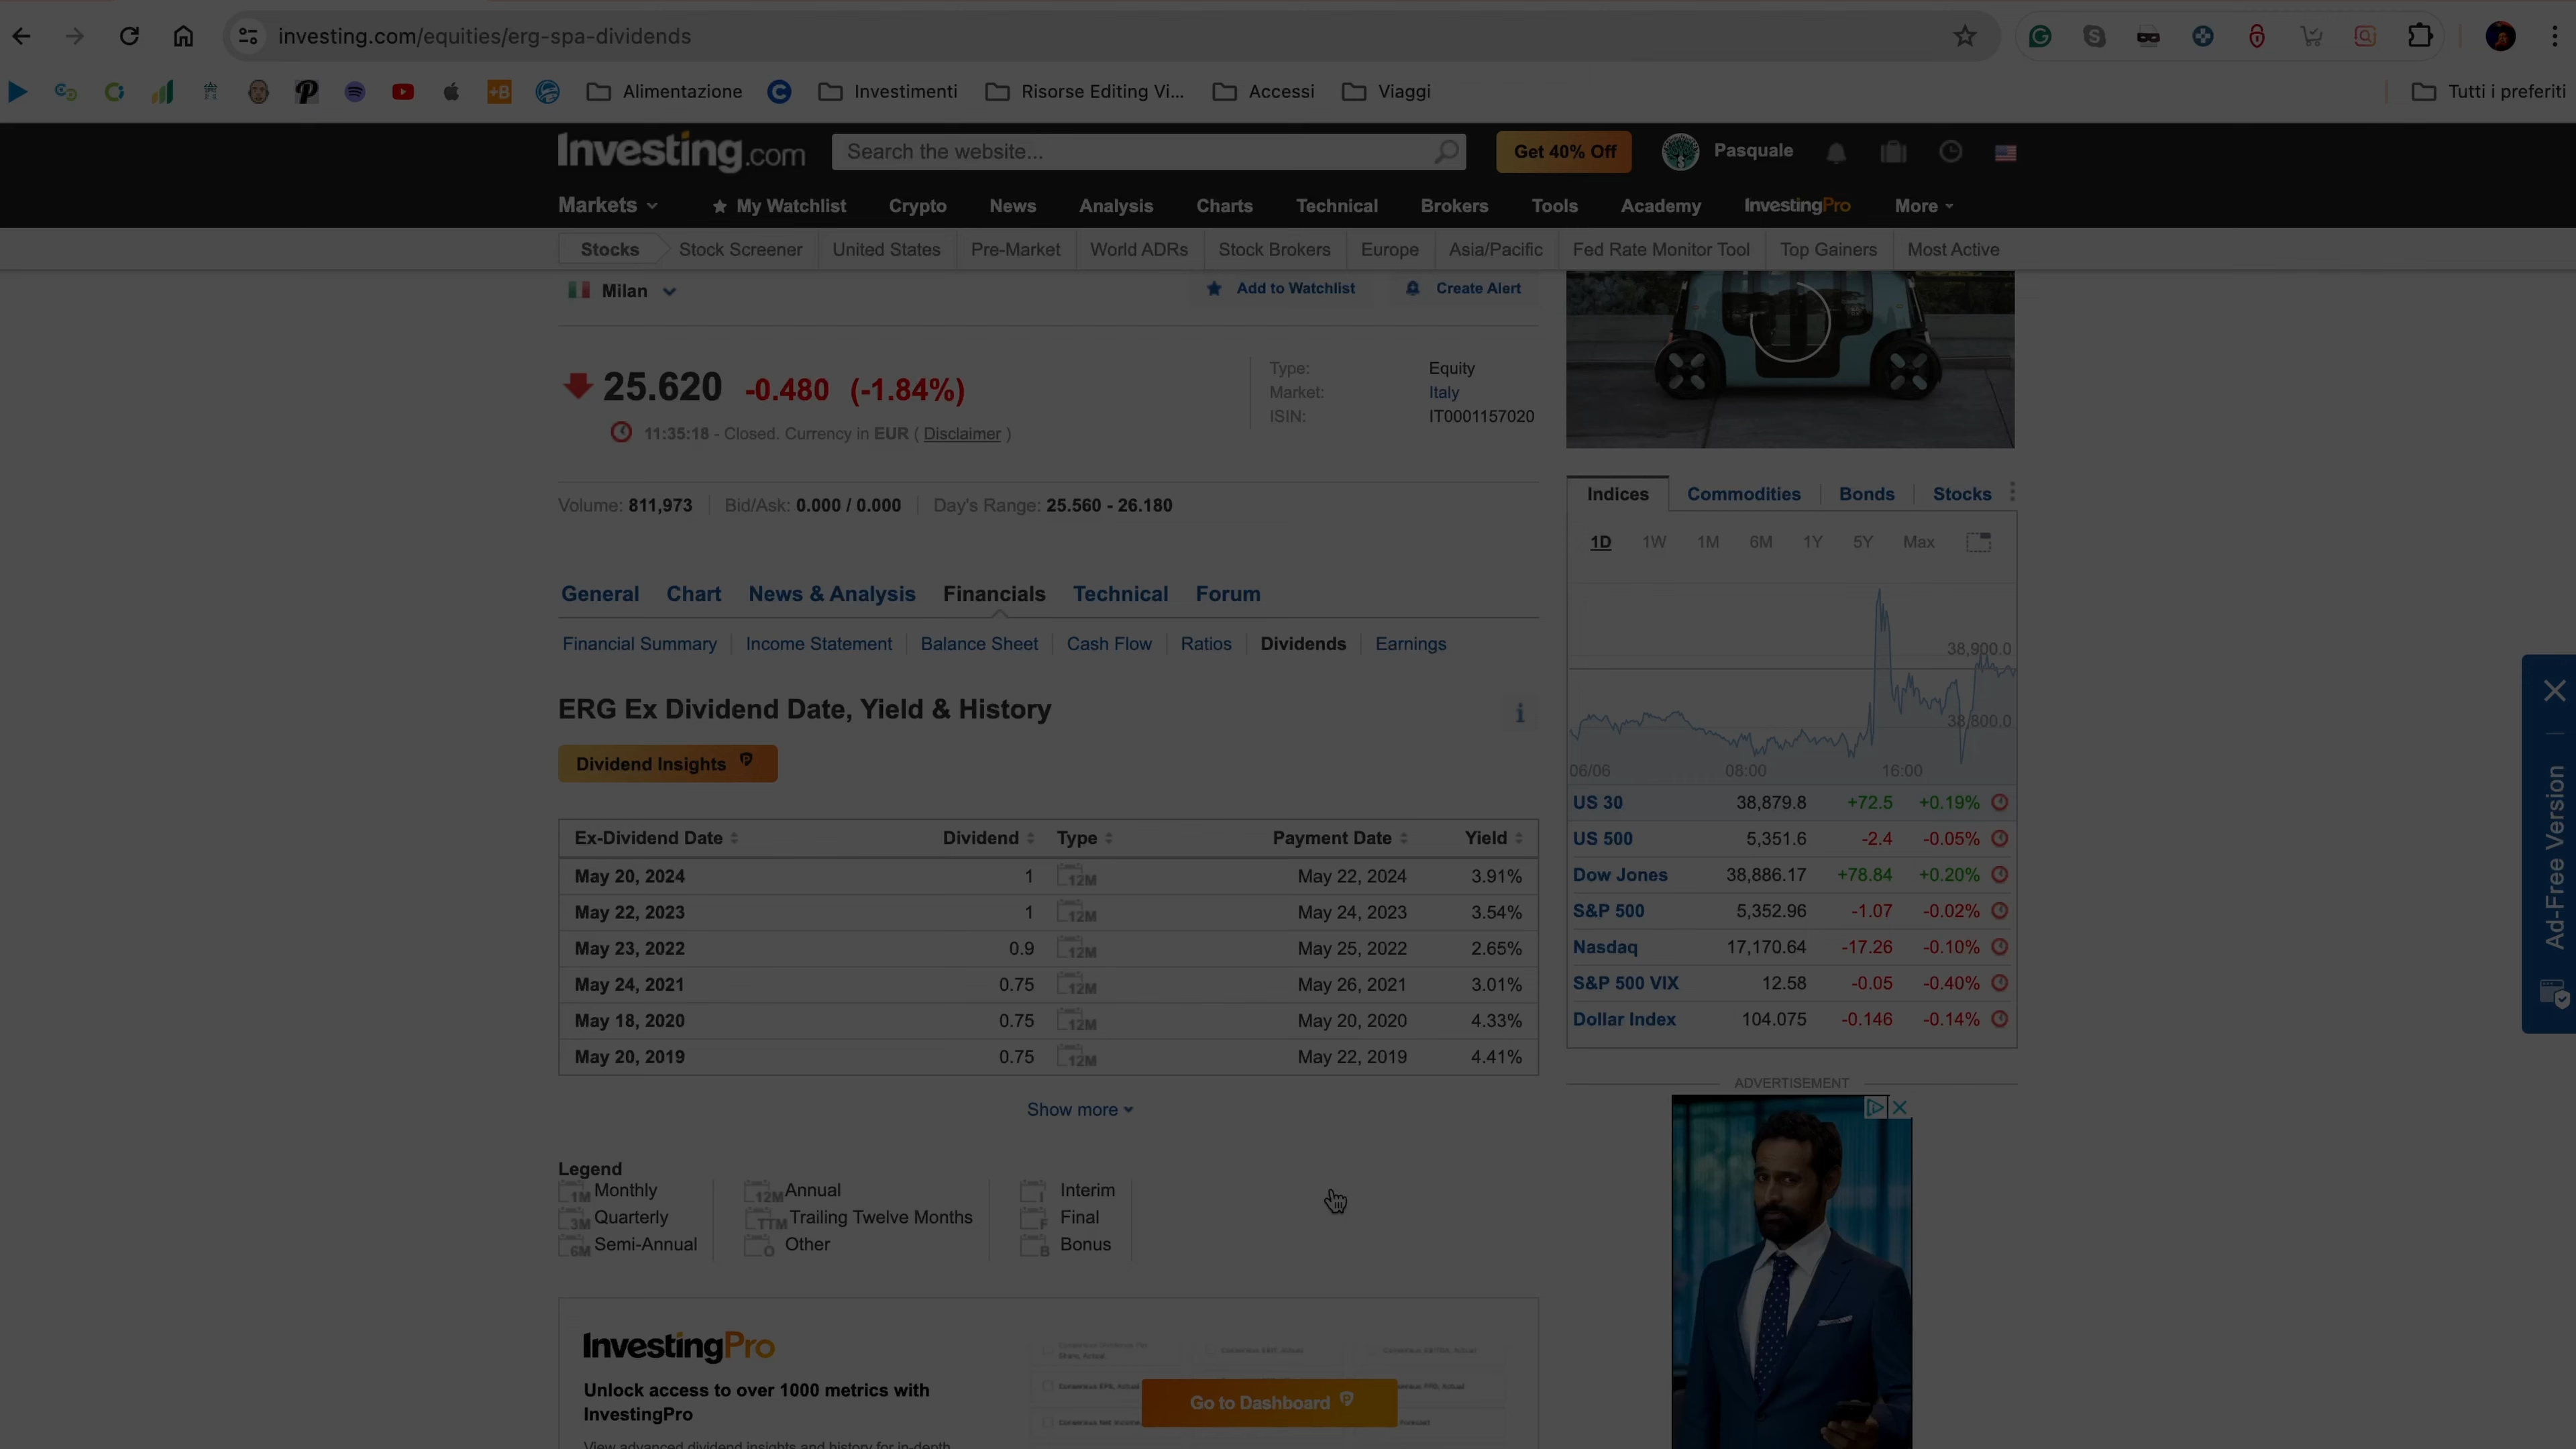 investing.com/equities/erg-spa-dividends
Alimentazione
Investimenti
Risorse Editing Vi...
Accessi
Viaggi
Tutti i preferiti
Investing.com
Search the website...
Get 40% Off
Pasquale
Markets
My Watchlist
Crypto
News
Analysis
Charts
Technical
Brokers
Tools
Academy
InvestingPro
More
Stocks
Stock Screener
United States
Pre-Market
World ADRs
Stock Brokers
Europe
Asia/Pacific
Fed Rate Monitor Tool
Top Gainers
Most Active
Milan
Add to Watchlist
Create Alert
25.620 -0.480 (-1.84%)
11:35:18 - Closed. Currency in EUR ( Disclaimer )
Type: Equity
Market: Italy
ISIN: IT0001157020
Volume: 811,973
Bid/Ask: 0.000 / 0.000
Day's Range: 25.560 - 26.180
General
Chart
News & Analysis
Financials
Technical
Forum
Financial Summary
Income Statement
Balance Sheet
Cash Flow
Ratios
Dividends
Earnings
ERG Ex Dividend Date, Yield & History
i
Dividend Insights
Ex-Dividend Date Dividend Type Payment Date Yield
May 20, 2024 1 12M May 22, 2024 3.91%
May 22, 2023 1 12M May 24, 2023 3.54%
May 23, 2022 0.9 12M May 25, 2022 2.65%
May 24, 2021 0.75 12M May 26, 2021 3.01%
May 18, 2020 0.75 12M May 20, 2020 4.33%
May 20, 2019 0.75 12M May 22, 2019 4.41%
Show more
Legend
1M Monthly
3M Quarterly
6M Semi-Annual
12M Annual
TTM Trailing Twelve Months
O Other
I Interim
F Final
B Bonus
InvestingPro
Unlock access to over 1000 metrics with
InvestingPro
View advanced dividend insights and history for in-depth
Go to Dashboard
Indices
Commodities
Bonds
Stocks
1D 1W 1M 6M 1Y 5Y Max
38,900.0
38,800.0
06/06 08:00 16:00
US 30 38,879.8 +72.5 +0.19%
US 500 5,351.6 -2.4 -0.05%
Dow Jones 38,886.17 +78.84 +0.20%
S&P 500 5,352.96 -1.07 -0.02%
Nasdaq 17,170.64 -17.26 -0.10%
S&P 500 VIX 12.58 -0.05 -0.40%
Dollar Index 104.075 -0.146 -0.14%
ADVERTISEMENT
Ad-Free Version